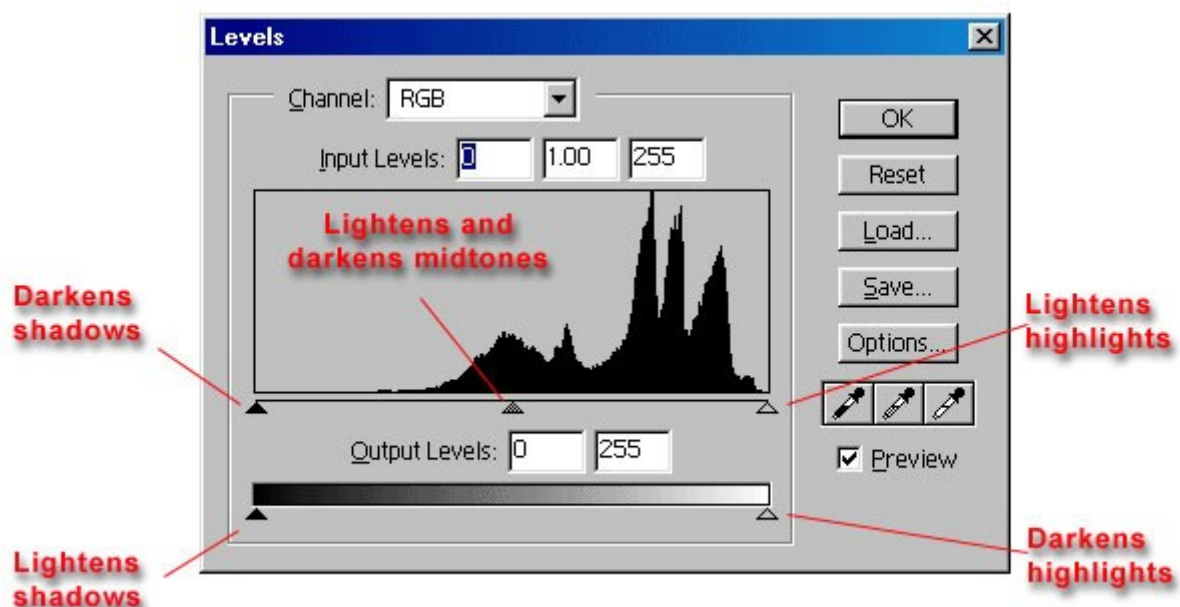 Levels
Channel: RGB
OK
Input Levels: 0 1.00 255
Reset
Lightens and
darkens midtones
Load...
Save...
Darkens
shadows
Lightens
highlights
Options...
Output Levels: 0 255
Preview
Lightens
shadows
Darkens
highlights